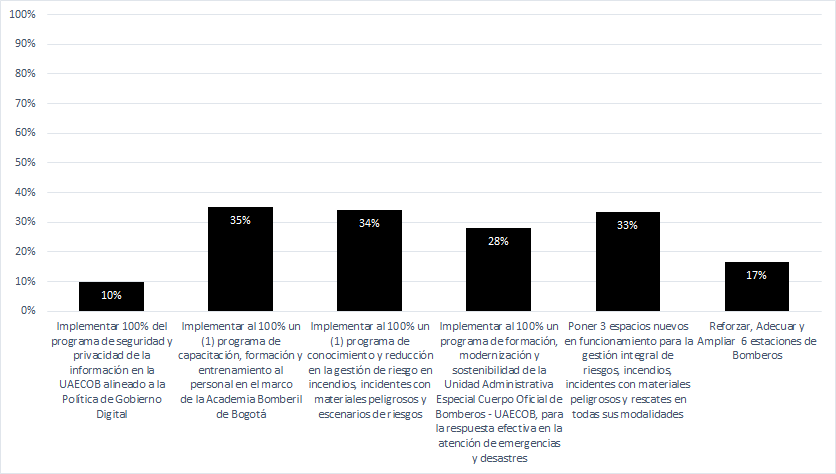 100%
90%
80%
70%
60%
50%
40%
30%
20%
10%
0%
10%
35%
34%
28%
33%
17%
Implementar 100% del
programa de seguridad y
privacidad de la
información en la
UAECOB alineado a la
Política de Gobierno
Digital
Implementar al 100% un
(1) programa de
capacitación, formación y
entrenamiento al
personal en el marco
de la Academia Bomberil
de Bogotá
Implementar al 100% un
(1) programa de
conocimiento y reducción
en la gestión de riesgo en
incendios, incidentes con
materiales peligrosos y
escenarios de riesgos
Implementar al 100% un
programa de formación,
modernización y
sostenibilidad de la
Unidad Administrativa
Especial Cuerpo Oficial de
Bomberos - UAECOB, para
la respuesta efectiva en la
atención de emergencias
y desastres
Poner 3 espacios nuevos
en funcionamiento para la
gestión integral de
riesgos, incendios,
incidentes con materiales
peligrosos y rescates en
todas sus modalidades
Reforzar, Adecuar y
Ampliar 6 estaciones de
Bomberos